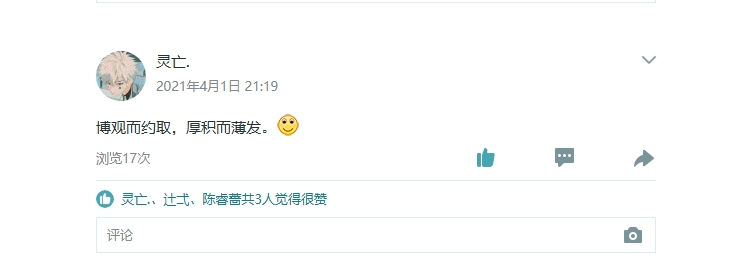 灵亡.
2021年4月1日 21:19
博观而约取，厚积而薄发。
浏览17次
灵亡.、辻弌、陈睿蕾共3人觉得很赞
评论